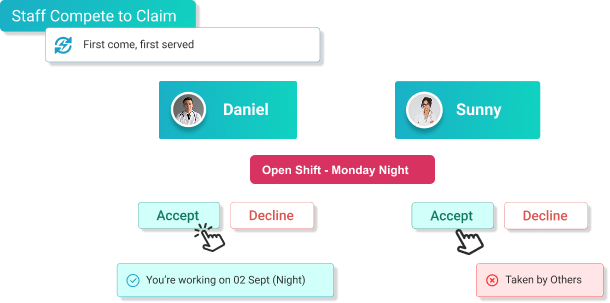 Staff Compete to Claim
First come, first served
Daniel
Sunny
Open Shift - Monday Night
Accept
Decline
Accept
Decline
You're working on 02 Sept (Night)
Taken by Others